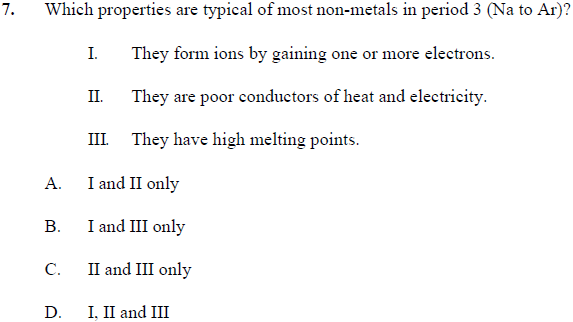 7. Which properties are typical of most non-metals in period 3 (Na to Ar)?
I. They form ions by gaining one or more electrons.
II. They are poor conductors of heat and electricity.
III. They have high melting points.
A. I and II only
B. I and III only
C. II and III only
D. I, II and III